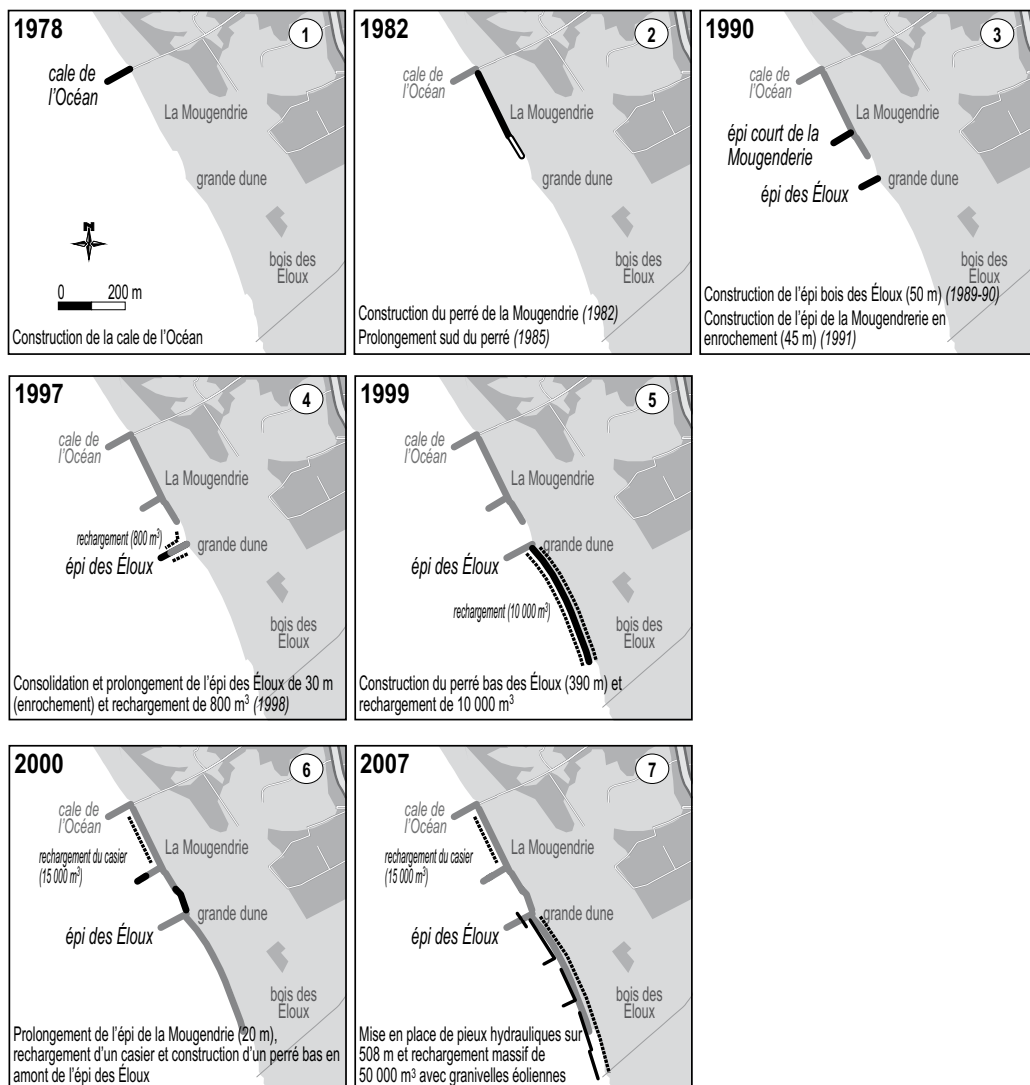 1978
1
cale de
l'Océan
La Mougendrie
grande dune
N
bois des
Éloux
0 200 m
Construction de la cale de l'Océan
1982
2
cale de
l'Océan
La Mougendrie
grande dune
bois des
Éloux
Construction du perré de la Mougendrie (1982)
Prolongement sud du perré (1985)
1990
3
cale de
l'Océan
La Mougendrie
épi court de la
Mougenderie
grande dune
épi des Éloux
bois des
Éloux
Construction de l'épi bois des Éloux (50 m) (1989-90)
Construction de l'épi de la Mougendrerie en
enrochement (45 m) (1991)
1997
4
cale de
l'Océan
La Mougendrie
rechargement (800 m³)
grande dune
épi des Éloux
bois des
Éloux
Consolidation et prolongement de l'épi des Éloux de 30 m
(enrochement) et rechargement de 800 m³ (1998)
1999
5
cale de
l'Océan
La Mougendrie
grande dune
épi des Éloux
rechargement (10 000 m³)
bois des
Éloux
Construction du perré bas des Éloux (390 m) et
rechargement de 10 000 m³
2000
6
cale de
l'Océan
La Mougendrie
rechargement du casier
(15 000 m³)
grande dune
épi des Éloux
bois des
Éloux
Prolongement de l'épi de la Mougendrie (20 m),
rechargement d'un casier et construction d'un perré bas en
amont de l'épi des Éloux
2007
7
cale de
l'Océan
La Mougendrie
rechargement du casier
(15 000 m³)
grande dune
épi des Éloux
bois des
Éloux
Mise en place de pieux hydrauliques sur
508 m et rechargement massif de
50 000 m³ avec granivelles éoliennes